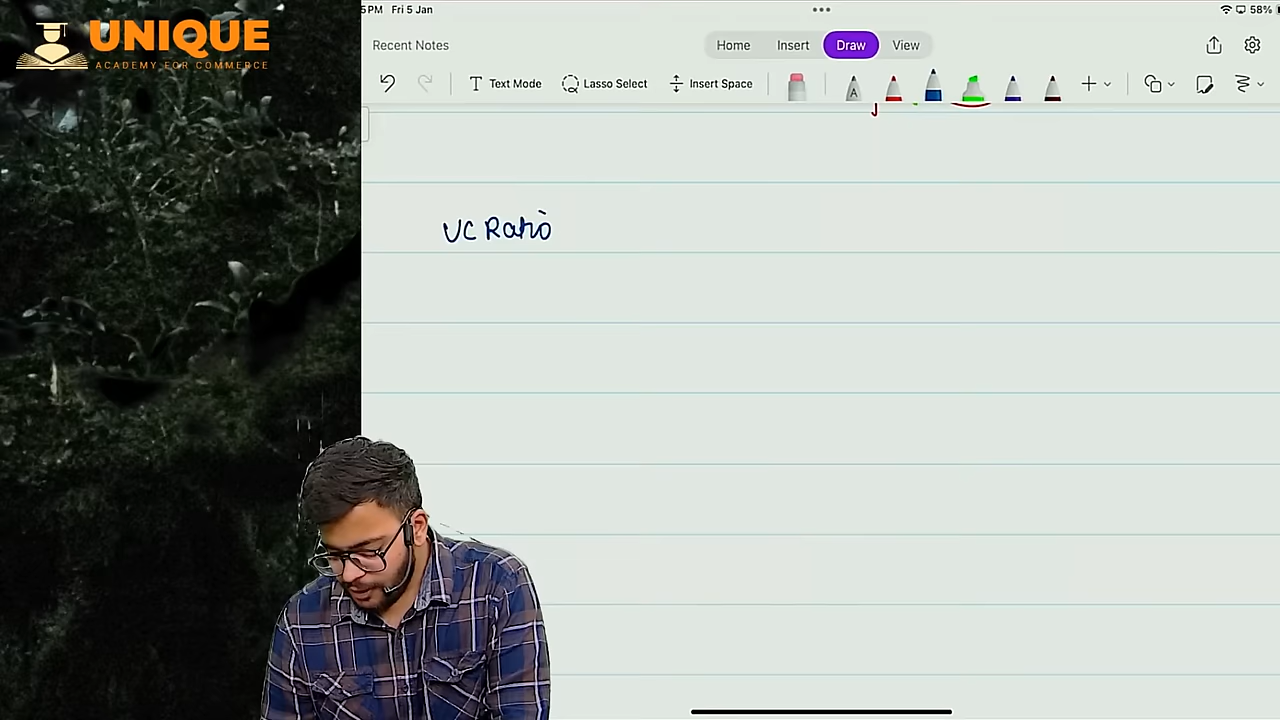 UNIQUE
ACADEMY FOR COMMERCE
5PM Fri 5 Jan
58%
Recent Notes
Home Insert Draw View
Text Mode Lasso Select Insert Space
A
VC Ratio